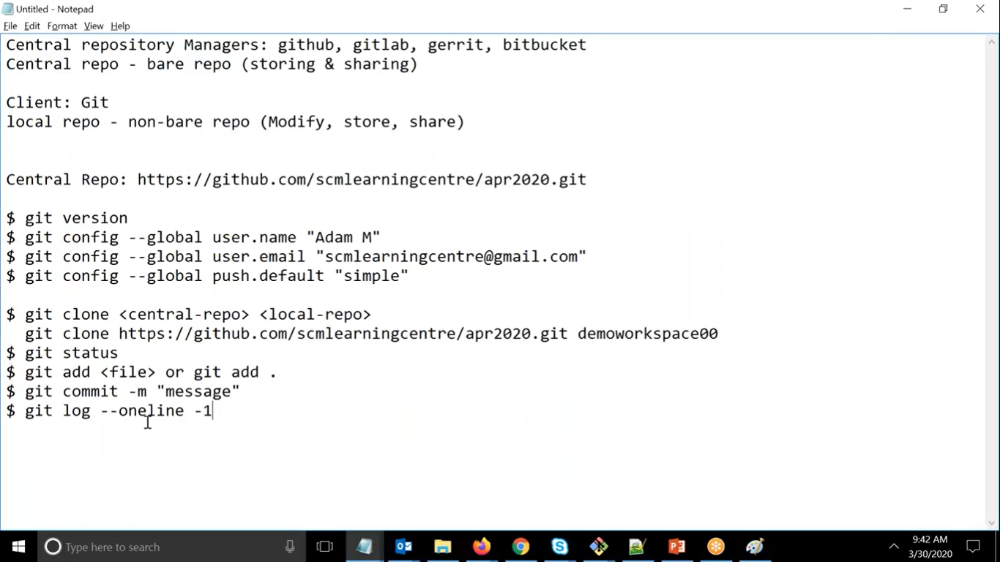 Untitled - Notepad
File Edit Format View Help
Central repository Managers: github, gitlab, gerrit, bitbucket
Central repo - bare repo (storing & sharing)
Client: Git
local repo - non-bare repo (Modify, store, share)
Central Repo: https://github.com/scmlearningcentre/apr2020.git
$ git version
$ git config --global user.name "Adam M"
$ git config --global user.email "scmlearningcentre@gmail.com"
$ git config --global push.default "simple"
$ git clone <central-repo> <local-repo>
git clone https://github.com/scmlearningcentre/apr2020.git demoworkspace00
$ git status
$ git add <file> or git add .
$ git commit -m "message"
$ git log --oneline -1
Type here to search
9:42 AM
3/30/2020